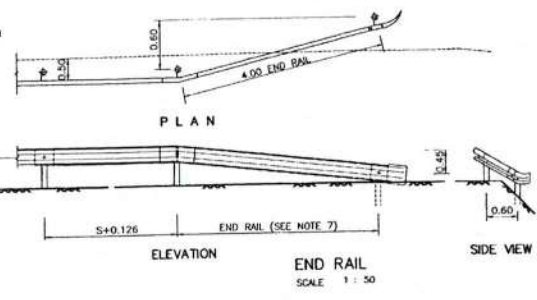 0.60
0.50
4.00 END RAIL
PLAN
0.45
0.60
S+0.126
END RAIL (SEE NOTE 7)
ELEVATION
SIDE VIEW
END RAIL
SCALE 1 : 50